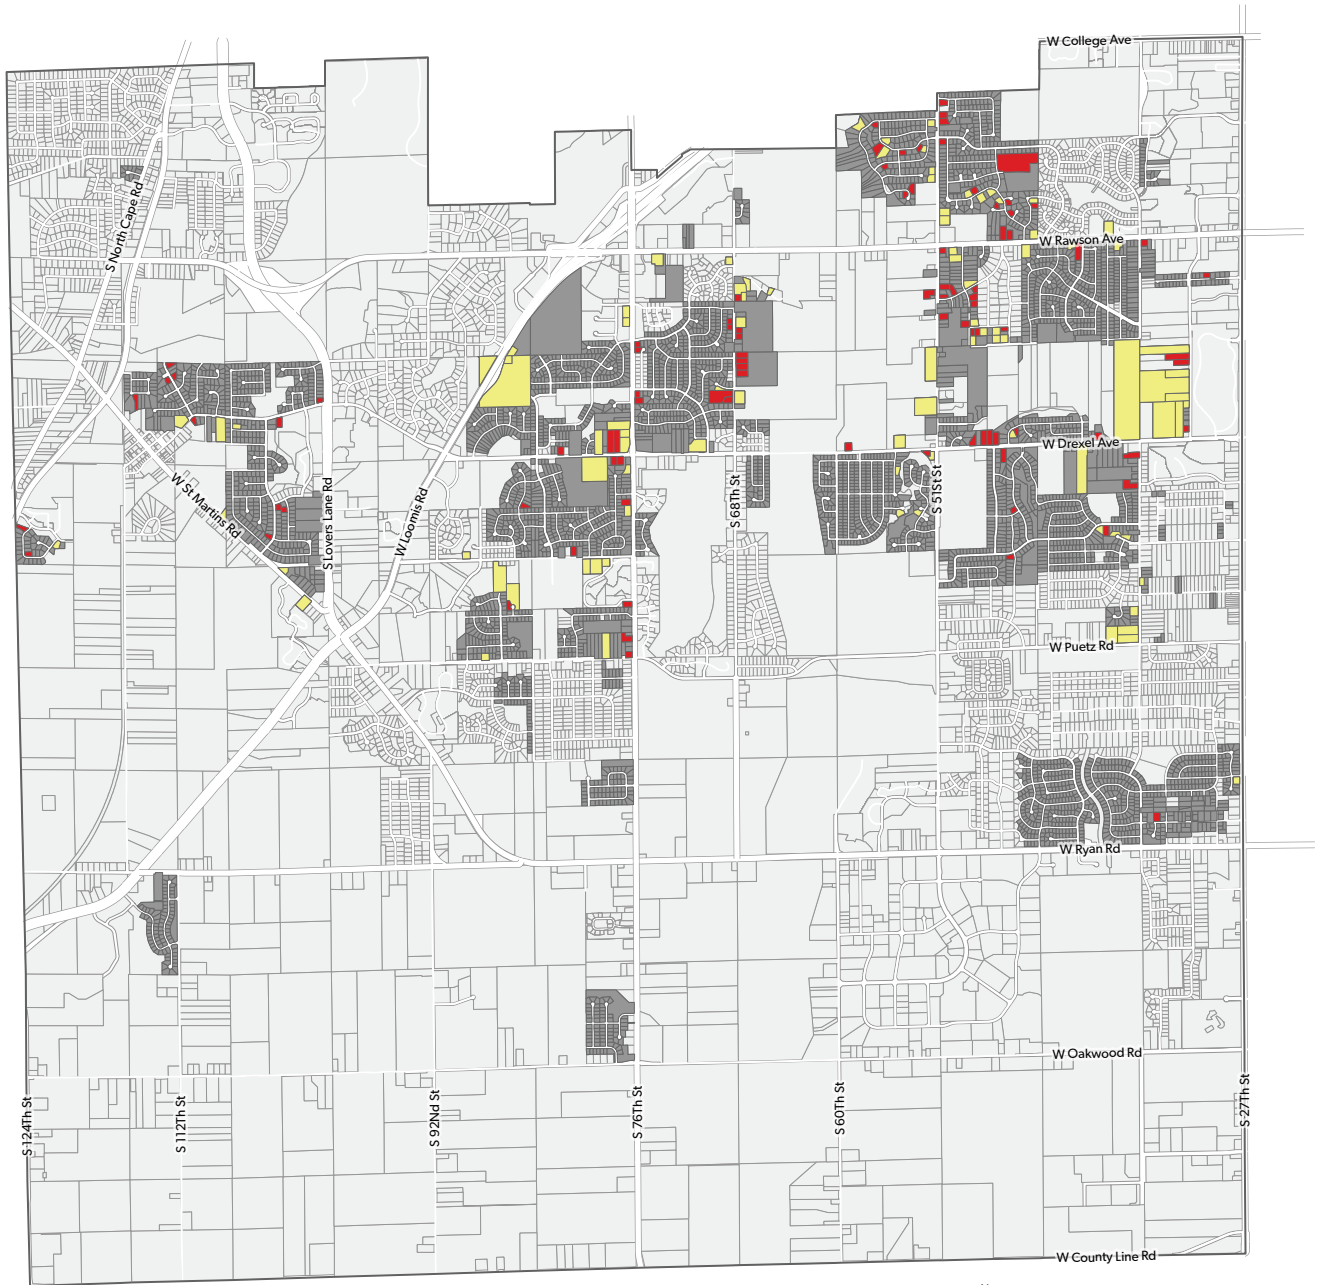 W College Ave
S North Cape Rd
W Rawson Ave
W Drexel Ave
W St Martins Rd
S Lovers Lane Rd
W Loomis Rd
S 68Th St
S 51St St
W Puetz Rd
W Ryan Rd
W Oakwood Rd
S 124Th St
S 112Th St
S 92Nd St
S 76Th St
S 60Th St
S 27Th St
W County Line Rd